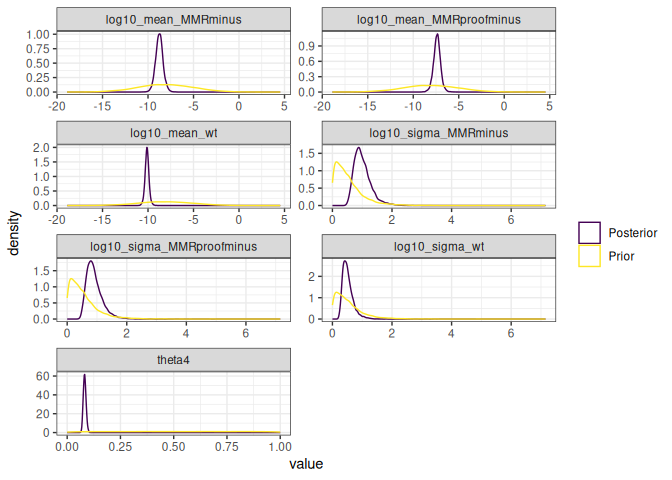 log10_mean_MMRminus
1.00
0.75
0.50
0.25
0.00
-20 -15 -10 -5 0 5
log10_mean_MMRproofminus
0.9
0.6
0.3
0.0
-20 -15 -10 -5 0 5
log10_mean_wt
2.0
1.5
1.0
0.5
0.0
-20 -15 -10 -5 0 5
log10_sigma_MMRminus
1.5
1.0
0.5
0.0
0 2 4 6
log10_sigma_MMRproofminus
1.5
1.0
0.5
0.0
0 2 4 6
log10_sigma_wt
2
1
0
0 2 4 6
theta4
60
40
20
0
0.00 0.25 0.50 0.75 1.00
density
value
Posterior
Prior